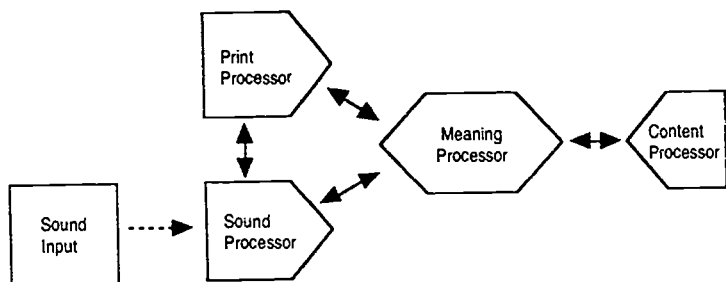 Print
Processor
Meaning
Processor
Content
Processor
Sound
Input
Sound
Processor